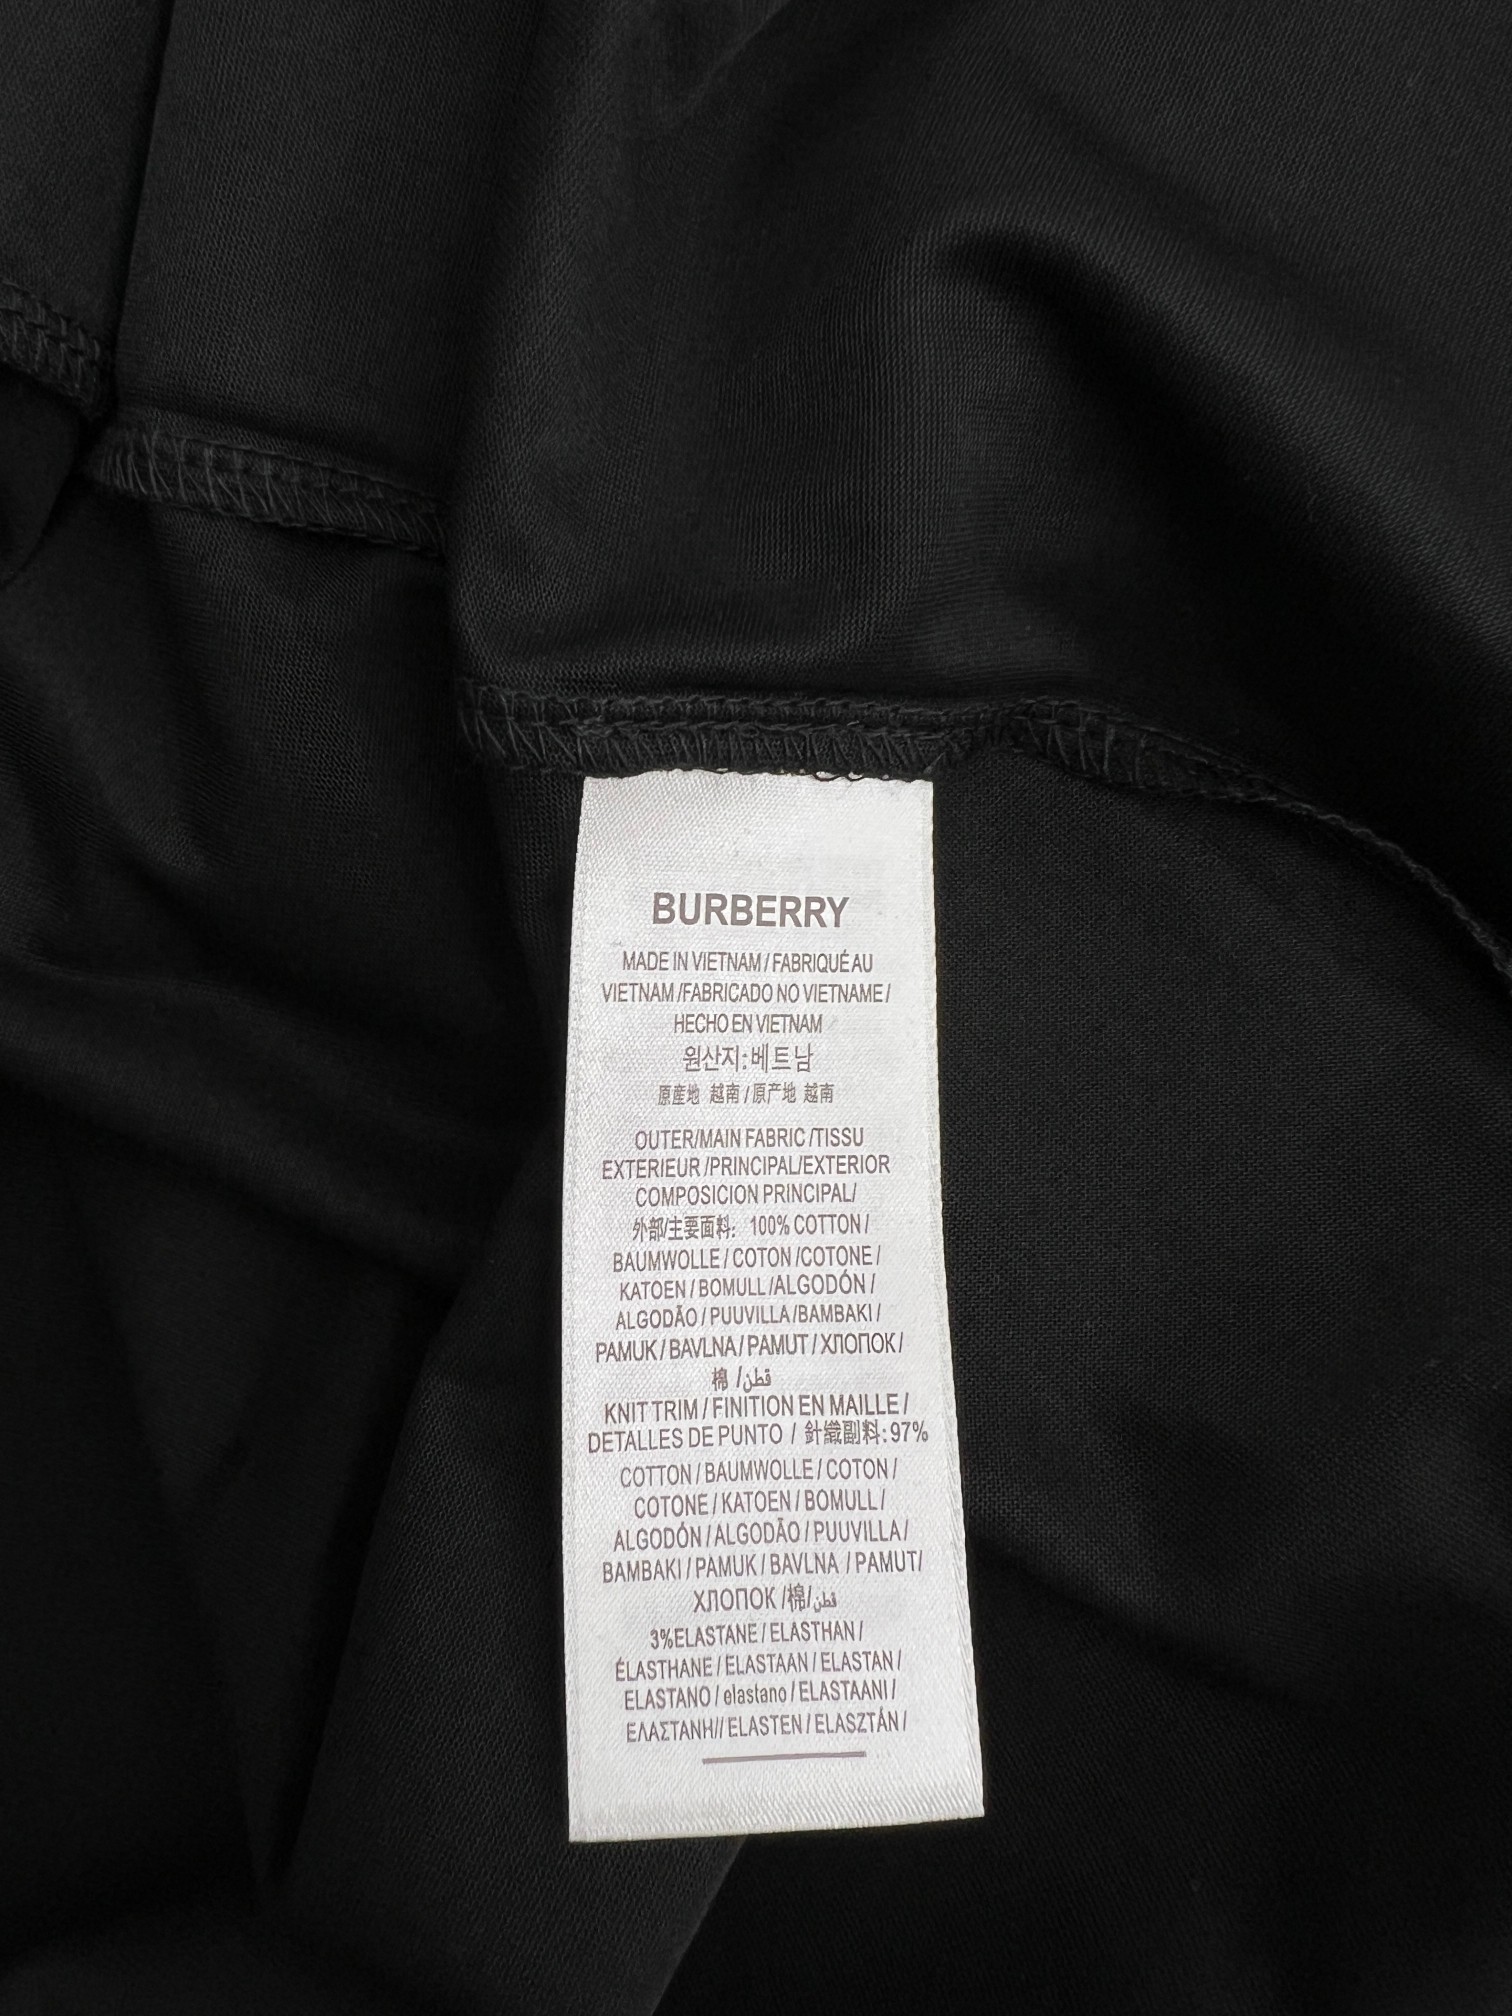 BURBERRY
MADE IN VIETNAM / FABRIQUÉ AU
VIETNAM /FABRICADO NO VIETNAME /
HECHO EN VIETNAM
원산지:베트남
原産地 越南 / 原产地 越南
OUTER/MAIN FABRIC /TISSU
EXTERIEUR /PRINCIPAL/EXTERIOR
COMPOSICION PRINCIPAL/
外部/主要面料: 100% COTTON /
BAUMWOLLE / COTON /COTONE /
KATOEN / BOMULL /ALGODÓN /
ALGODÃO / PUUVILLA /BAMBAKI /
PAMUK / BAVLNA / PAMUT / ХЛОПОК /
棉 /قطن
KNIT TRIM / FINITION EN MAILLE /
DETALLES DE PUNTO / 針織副料: 97%
COTTON / BAUMWOLLE / COTON /
COTONE / KATOEN / BOMULL /
ALGODÓN / ALGODÃO / PUUVILLA /
BAMBAKI / PAMUK / BAVLNA / PAMUT/
ХЛОПОК /棉/قطن
3%ELASTANE / ELASTHAN /
ÉLASTHANE / ELASTAAN / ELASTAN /
ELASTANO / elastano / ELASTAANI /
ΕΛΑΣΤΑΝΗ// ELASTEN / ELASZTÁN /